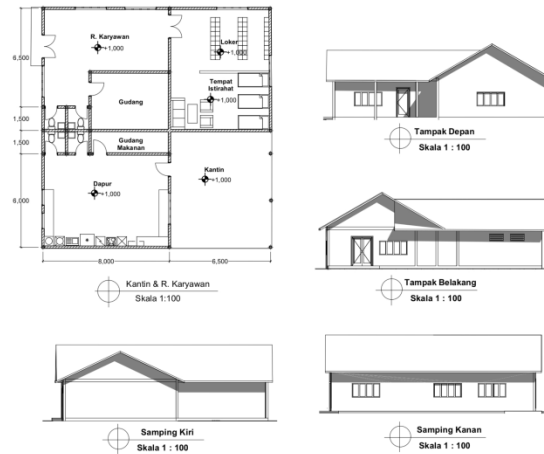 R. Karyawan
+1,000
Loker
+1,000
Tempat
Istirahat
+1,000
Gudang
Gudang
Makanan
Dapur
+1,000
Kantin
+1,000
6,500
1,500
1,500
6,000
8,000
6,500
Kantin & R. Karyawan
Skala 1:100
Tampak Depan
Skala 1 : 100
Tampak Belakang
Skala 1 : 100
Samping Kiri
Skala 1 : 100
Samping Kanan
Skala 1 : 100